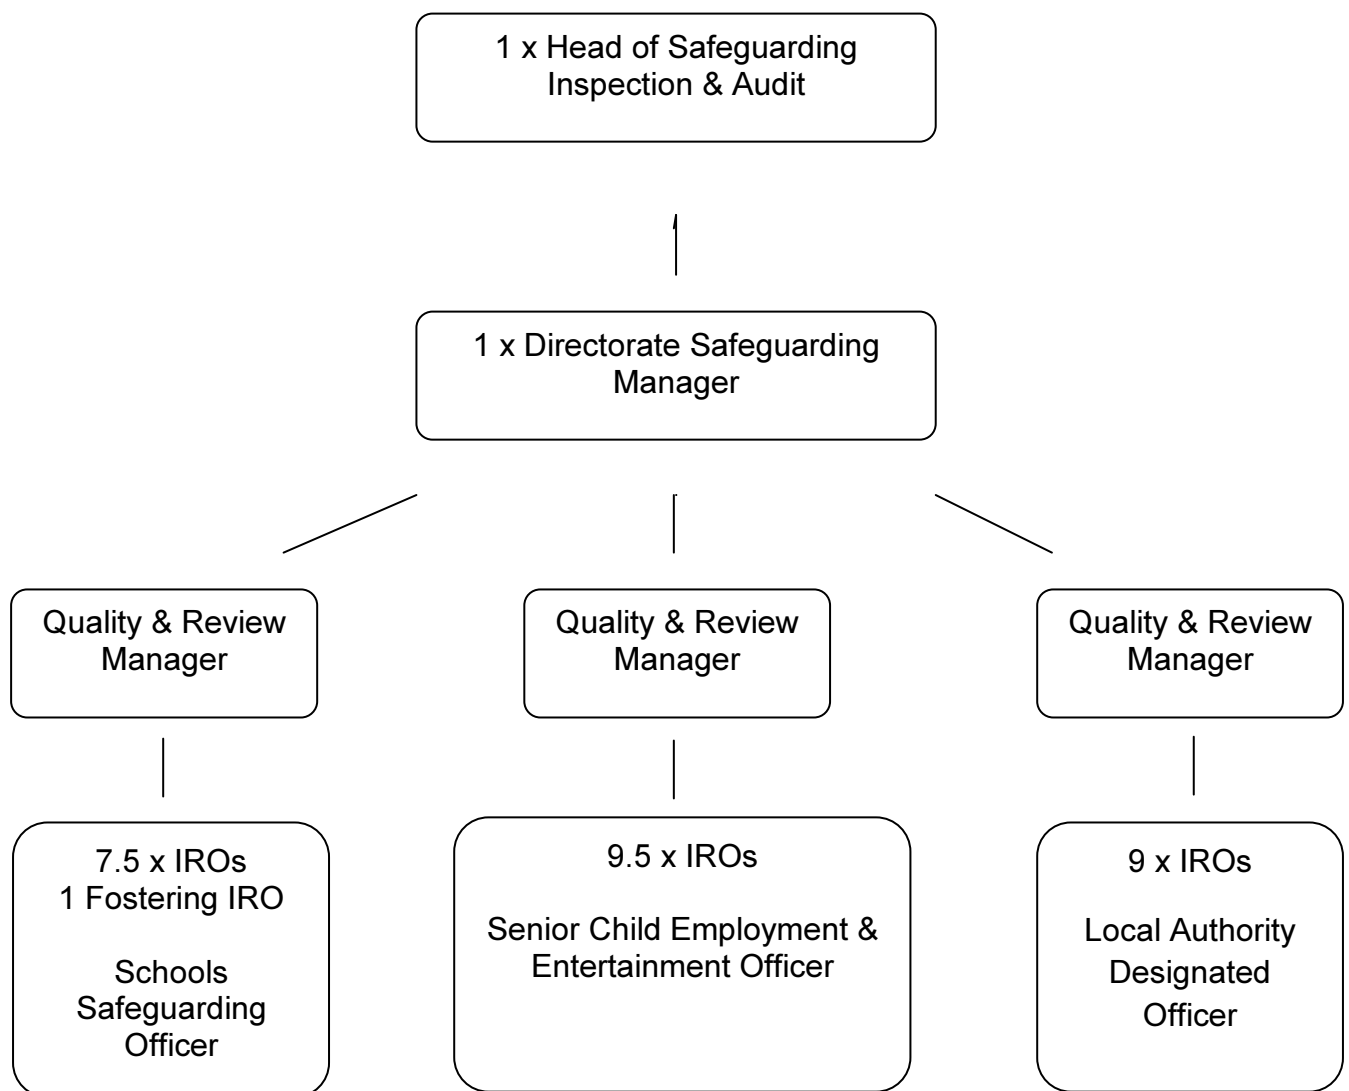 1 x Head of Safeguarding
Inspection & Audit
1 x Directorate Safeguarding
Manager
Quality & Review
Manager
Quality & Review
Manager
Quality & Review
Manager
7.5 x IROs
1 Fostering IRO
Schools
Safeguarding
Officer
9.5 x IROs
Senior Child Employment &
Entertainment Officer
9 x IROs
Local Authority
Designated
Officer